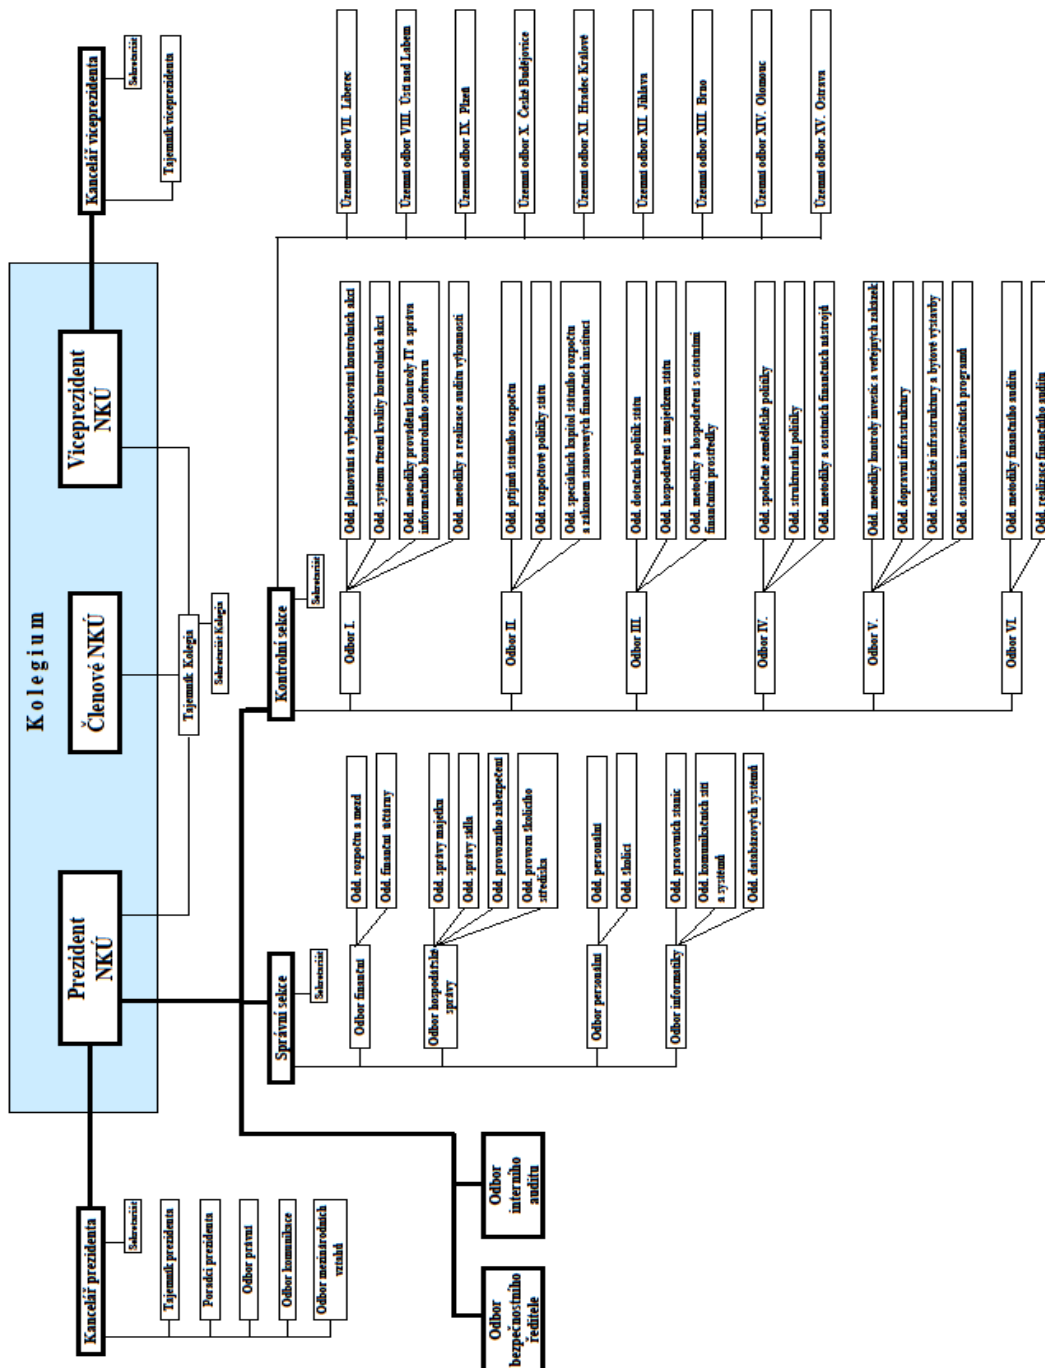 Kolegium
Prezident
NKÚ
Členové NKÚ
Viceprezident
NKÚ
Kancelář prezidenta
Sekretariát
Tajemník prezidenta
Poradci prezidenta
Odbor právní
Odbor komunikace
Odbor mezinárodních
vztahů
Kancelář viceprezidenta
Sekretariát
Tajemník viceprezidenta
Tajemník Kolegia
Sekretariát Kolegia
Odbor
bezpečnostního
ředitele
Odbor
interního
auditu
Správní sekce
Sekretariát
Odbor finanční
Odd. rozpočtu a mezd
Odd. finanční účtárny
Odbor hospodářské
správy
Odd. správy majetku
Odd. správy sídla
Odd. provozního zabezpečení
Odd. provozu školicího
střediska
Odbor personální
Odd. personální
Odd. školicí
Odbor informatiky
Odd. pracovních stanic
Odd. komunikačních sítí
a systémů
Odd. databázových systémů
Kontrolní sekce
Sekretariát
Odbor I.
Odd. plánování a vyhodnocování kontrolních akcí
Odd. systému řízení kvality kontrolních akcí
Odd. metodiky provádění kontroly IT a správa
informačního kontrolního softwaru
Odd. metodiky a realizace auditu výkonnosti
Odbor II.
Odd. příjmů státního rozpočtu
Odd. rozpočtové politiky státu
Odd. speciálních kapitol státního rozpočtu
a zákonem stanovených finančních institucí
Odbor III.
Odd. dotačních politik státu
Odd. hospodaření s majetkem státu
Odd. metodiky a hospodaření s ostatními
finančními prostředky
Odbor IV.
Odd. společné zemědělské politiky
Odd. strukturální politiky
Odd. metodiky a ostatních finančních nástrojů
Odbor V.
Odd. metodiky kontroly investic a veřejných zakázek
Odd. dopravní infrastruktury
Odd. technické infrastruktury a bytové výstavby
Odd. ostatních investičních programů
Odbor VI.
Odd. metodiky finančního auditu
Odd. realizace finančního auditu
Územní odbor VII. Liberec
Územní odbor VIII. Ústí nad Labem
Územní odbor IX. Plzeň
Územní odbor X. České Budějovice
Územní odbor XI. Hradec Králové
Územní odbor XII. Jihlava
Územní odbor XIII. Brno
Územní odbor XIV. Olomouc
Územní odbor XV. Ostrava